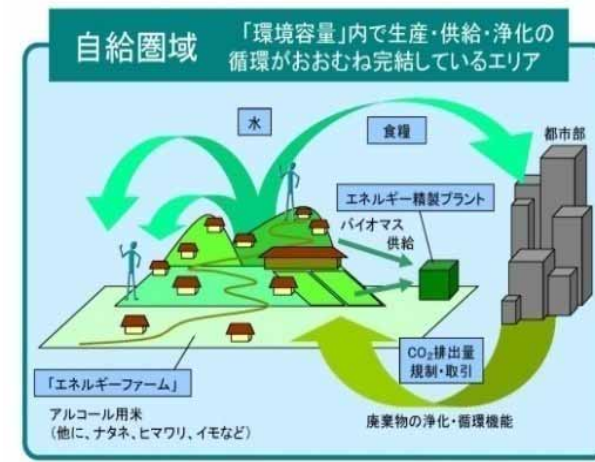 自給圏域
「環境容量」内で生産・供給・浄化の
循環がおおむね完結しているエリア
水
食糧
都市部
エネルギー精製プラント
バイオマス
供給
CO₂排出量
規制・取引
「エネルギーファーム」
アルコール用米
(他に、ナタネ、ヒマワリ、イモなど)
廃棄物の浄化・循環機能